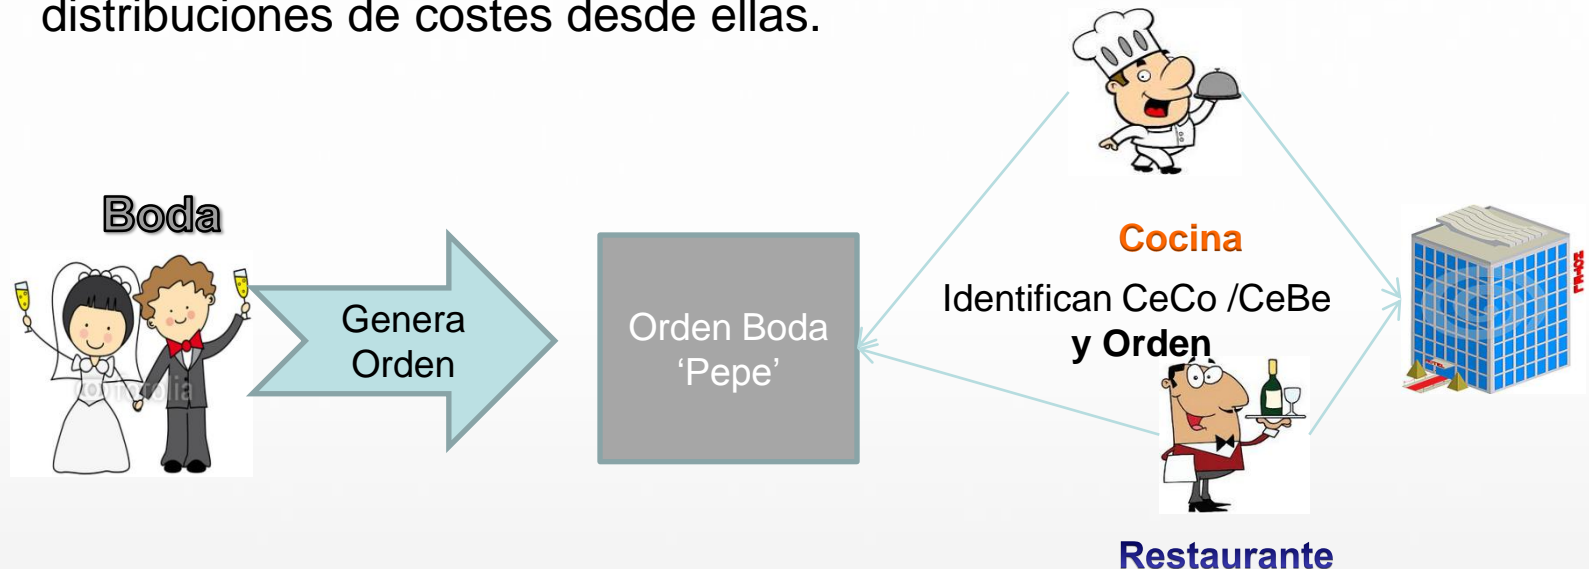 distribuciones de costes desde ellas.
Boda
Genera
Orden
Orden Boda
‘Pepe’
Cocina
Identifican CeCo /CeBe
y Orden
Restaurante